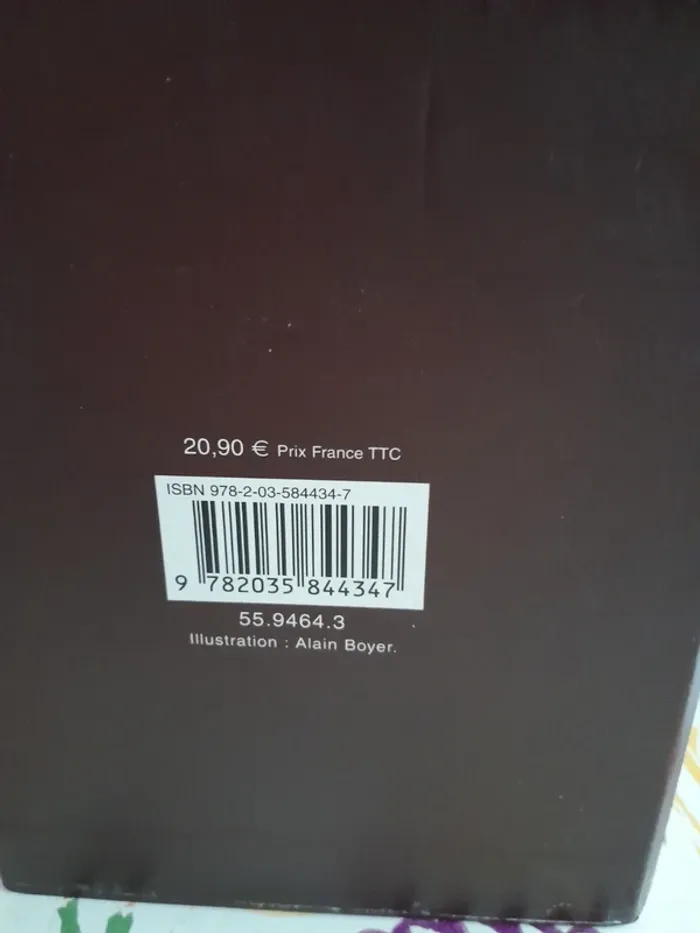 20,90 € Prix France TTC
ISBN 978-2-03-584434-7
9 782035 844347
55.9464.3
Illustration : Alain Boyer.